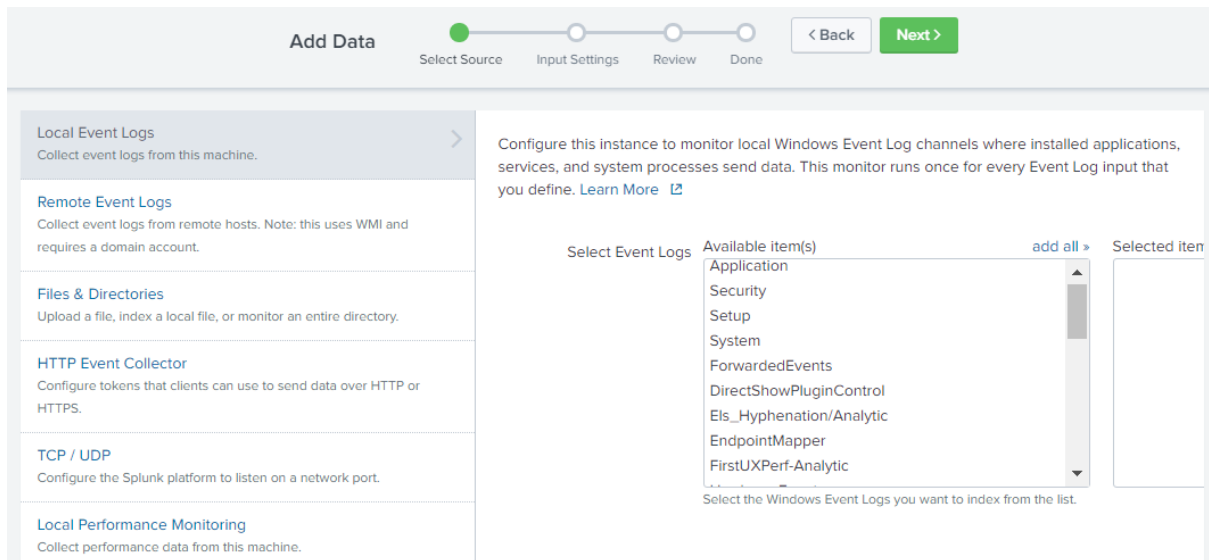 Add Data
Select Source
Input Settings
Review
Done
< Back
Next >
Local Event Logs
Collect event logs from this machine.
Remote Event Logs
Collect event logs from remote hosts. Note: this uses WMI and
requires a domain account.
Files & Directories
Upload a file, index a local file, or monitor an entire directory.
HTTP Event Collector
Configure tokens that clients can use to send data over HTTP or
HTTPS.
TCP / UDP
Configure the Splunk platform to listen on a network port.
Local Performance Monitoring
Collect performance data from this machine.
Configure this instance to monitor local Windows Event Log channels where installed applications,
services, and system processes send data. This monitor runs once for every Event Log input that
you define. Learn More
Select Event Logs
Available item(s)
add all »
Selected item
Application
Security
Setup
System
ForwardedEvents
DirectShowPluginControl
Els_Hyphenation/Analytic
EndpointMapper
FirstUXPerf-Analytic
Select the Windows Event Logs you want to index from the list.